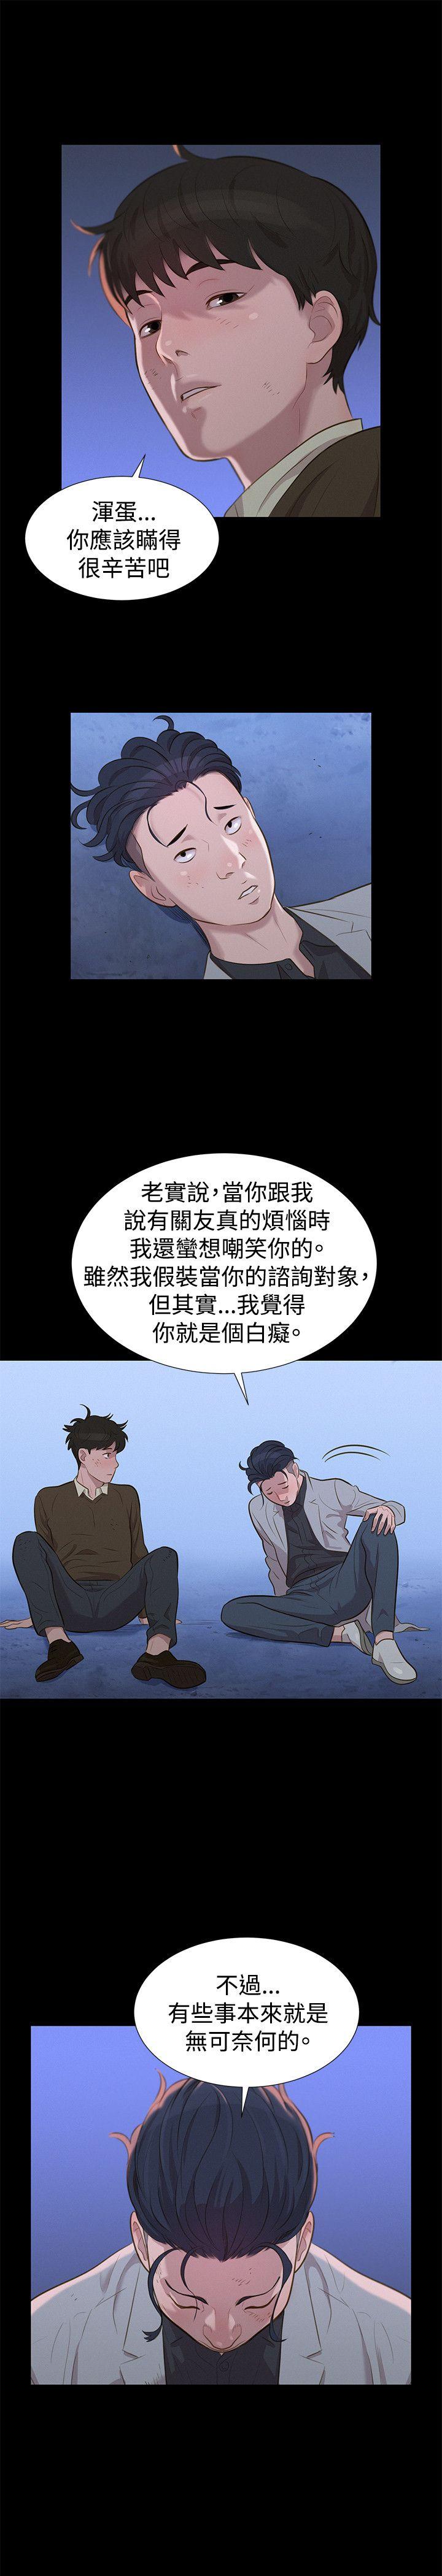 渾蛋...
你應該瞞得
很辛苦吧
老實說,當你跟我
說有關友真的煩惱時
我還蠻想嘲笑你的。
雖然我假裝當你的諮詢對象,
但其實...我覺得
你就是個白癡。
不過...
有些事本來就是
無可奈何的。